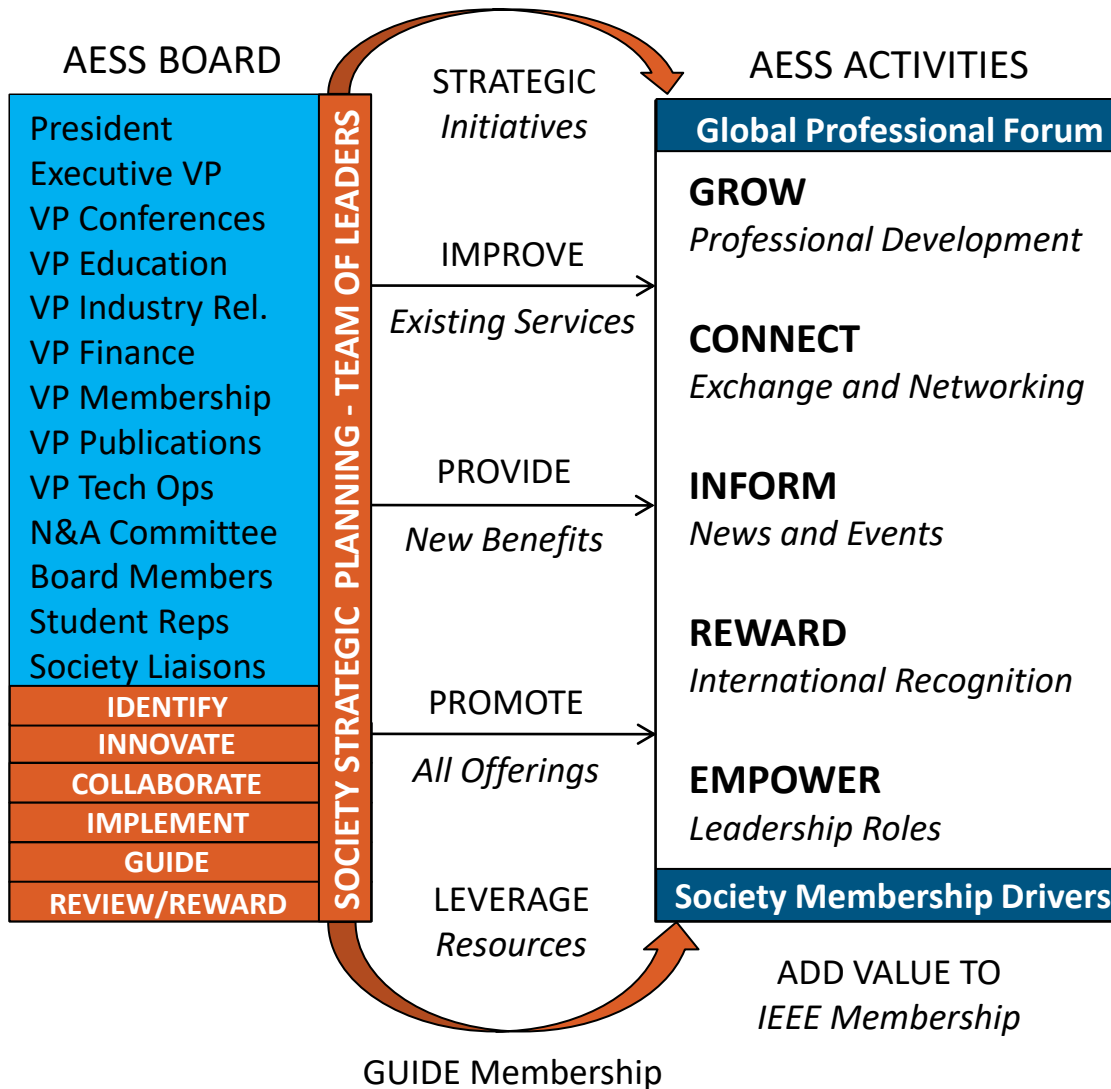 AESS BOARD
President
Executive VP
VP Conferences
VP Education
VP Industry Rel.
VP Finance
VP Membership
VP Publications
VP Tech Ops
N&A Committee
Board Members
Student Reps
Society Liaisons
IDENTIFY
INNOVATE
COLLABORATE
IMPLEMENT
GUIDE
REVIEW/REWARD
SOCIETY STRATEGIC PLANNING - TEAM OF LEADERS
STRATEGIC
Initiatives
IMPROVE
Existing Services
PROVIDE
New Benefits
PROMOTE
All Offerings
LEVERAGE
Resources
GUIDE Membership
AESS ACTIVITIES
Global Professional Forum
GROW
Professional Development
CONNECT
Exchange and Networking
INFORM
News and Events
REWARD
International Recognition
EMPOWER
Leadership Roles
Society Membership Drivers
ADD VALUE TO
IEEE Membership